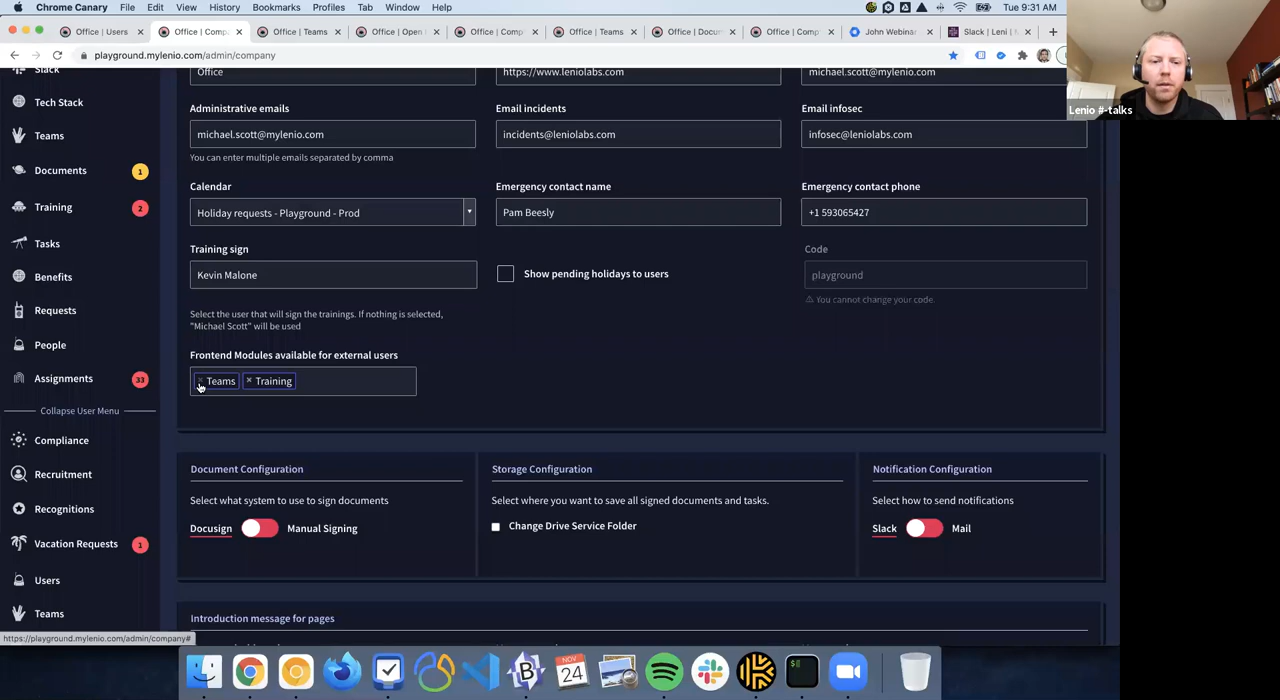 Chrome Canary File Edit View History Bookmarks Profiles Tab Window Help Tue 9:31 AM
Office | Users Office | Comp Office | Teams Office | Open Office | Comp Office | Teams Office | Docum Office | Comp John Webinar Slack | Leni |
playground.mylenio.com/admin/company
Lenio #-talks
Slack
Tech Stack
Teams
Documents 1
Training 2
Tasks
Benefits
Requests
People
Assignments 33
Collapse User Menu
Compliance
Recruitment
Recognitions
Vacation Requests 1
Users
Teams
https://playground.mylenio.com/admin/company#
Office https://www.leniolabs.com michael.scott@mylenio.com
Administrative emails Email incidents Email infosec
michael.scott@mylenio.com incidents@leniolabs.com infosec@leniolabs.com
You can enter multiple emails separated by comma
Calendar Emergency contact name Emergency contact phone
Holiday requests - Playground - Prod Pam Beesly +1 593065427
Training sign Code
Kevin Malone Show pending holidays to users playground
⚠ You cannot change your code.
Select the user that will sign the trainings. If nothing is selected,
"Michael Scott" will be used
Frontend Modules available for external users
× Teams × Training
Document Configuration Storage Configuration Notification Configuration
Select what system to use to sign documents Select where you want to save all signed documents and tasks. Select how to send notifications
Docusign Manual Signing Change Drive Service Folder Slack Mail
Introduction message for pages
NOV
24